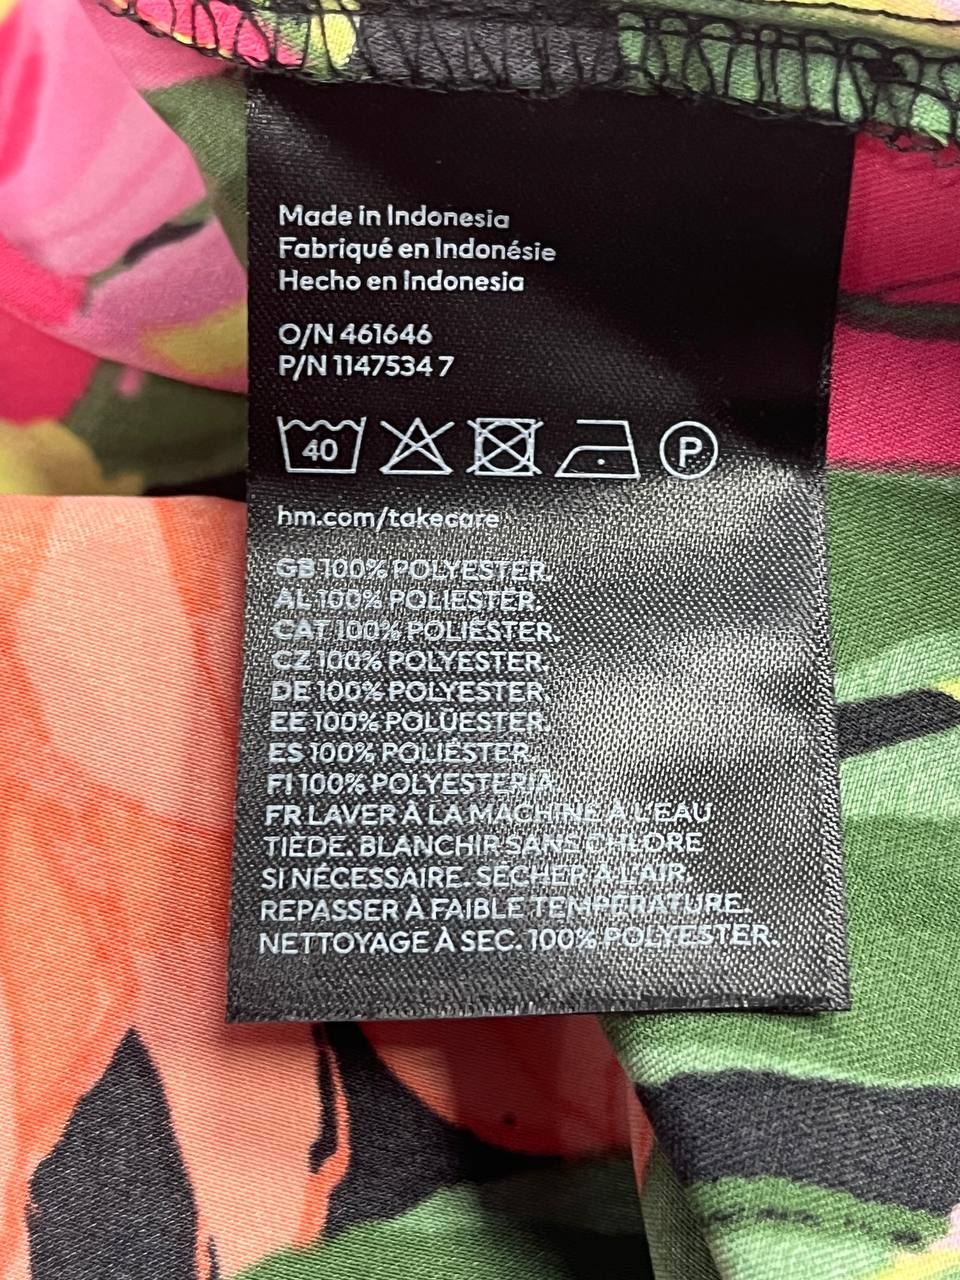 Made in Indonesia
Fabriqué en Indonésie
Hecho en Indonesia
O/N 461646
P/N 1147534 7
40 P
hm.com/takecare
GB 100% POLYESTER.
AL 100% POLIESTER.
CAT 100% POLIÈSTER.
CZ 100% POLYESTER.
DE 100% POLYESTER.
EE 100% POLÜESTER.
ES 100% POLIÉSTER.
FI 100% POLYESTERIA.
FR LAVER À LA MACHINE À L'EAU
TIÈDE. BLANCHIR SANS CHLORE
SI NÉCESSAIRE. SÉCHER À L'AIR.
REPASSER À FAIBLE TEMPÉRATURE.
NETTOYAGE À SEC. 100% POLYESTER.